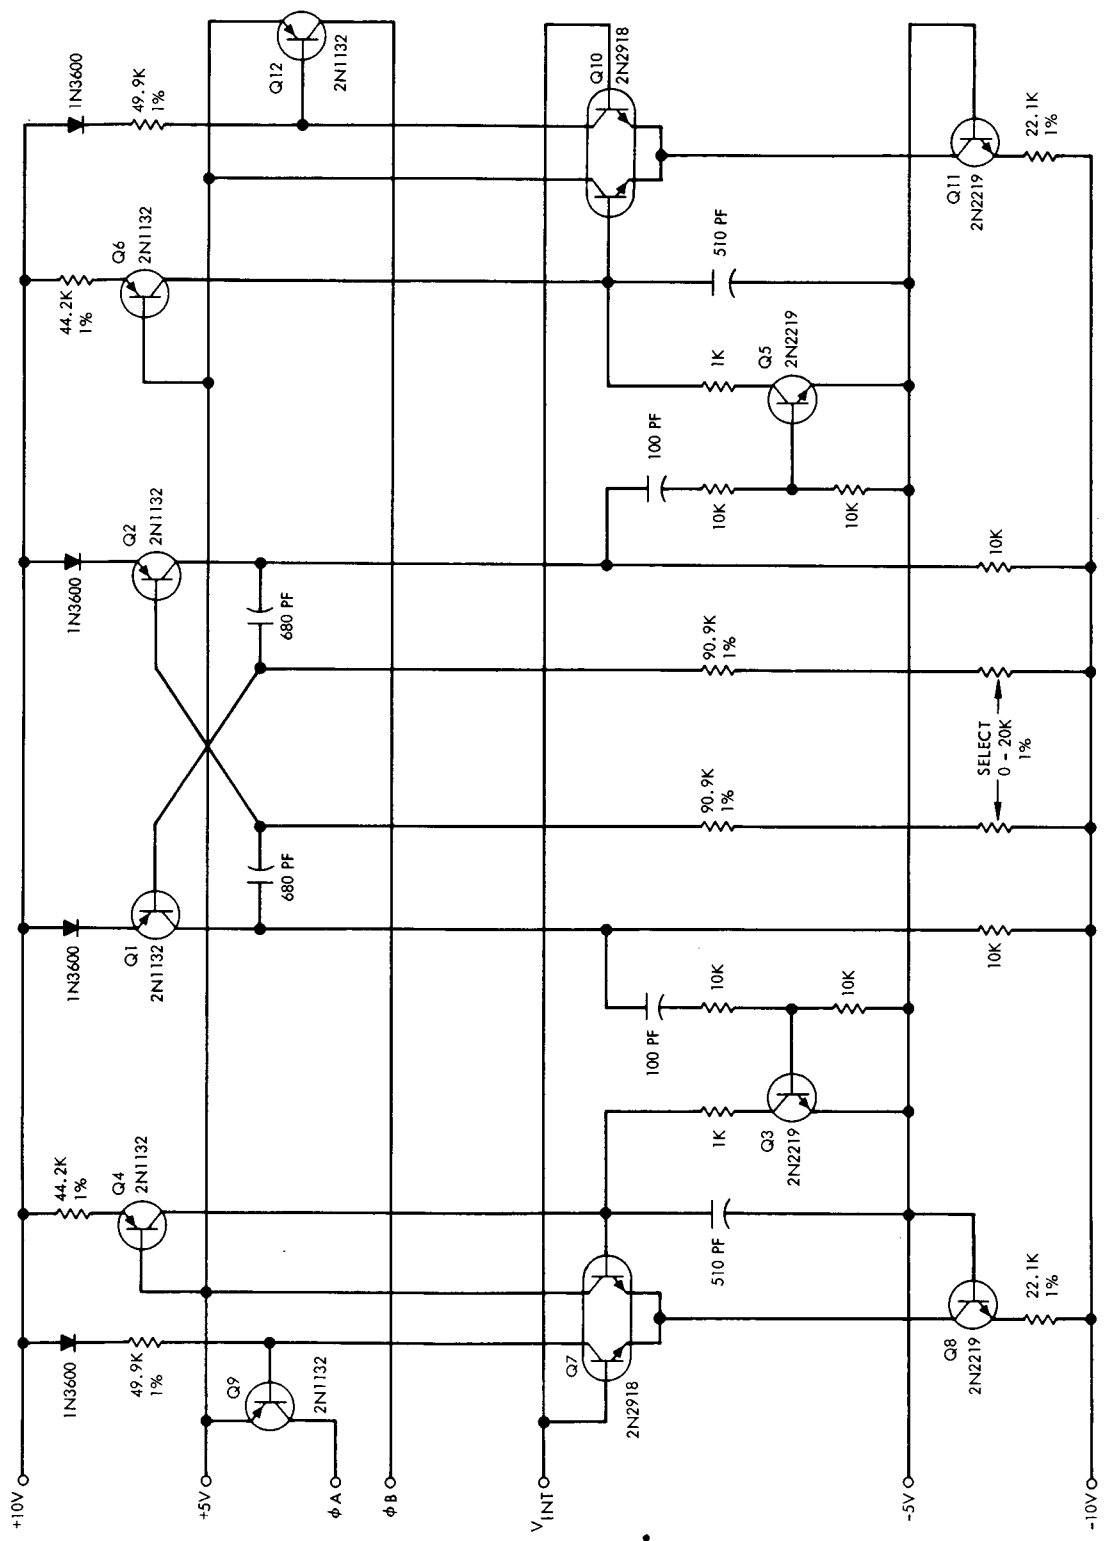 +10V
+5V
ϕA
ϕB
VINT
-5V
-10V
1N3600
49.9K
1%
Q9
2N1132
44.2K
1%
Q4
2N1132
Q7
2N2918
510 PF
Q8
2N2219
22.1K
1%
1K
Q3
2N2219
100 PF
10K
10K
1N3600
Q1
2N1132
680 PF
10K
90.9K
1%
SELECT
0 - 20K
1%
90.9K
1%
680 PF
1N3600
Q2
2N1132
10K
100 PF
10K
10K
1K
Q5
2N2219
44.2K
1%
Q6
2N1132
510 PF
1N3600
49.9K
1%
Q12
2N1132
Q10
2N2918
Q11
2N2219
22.1K
1%